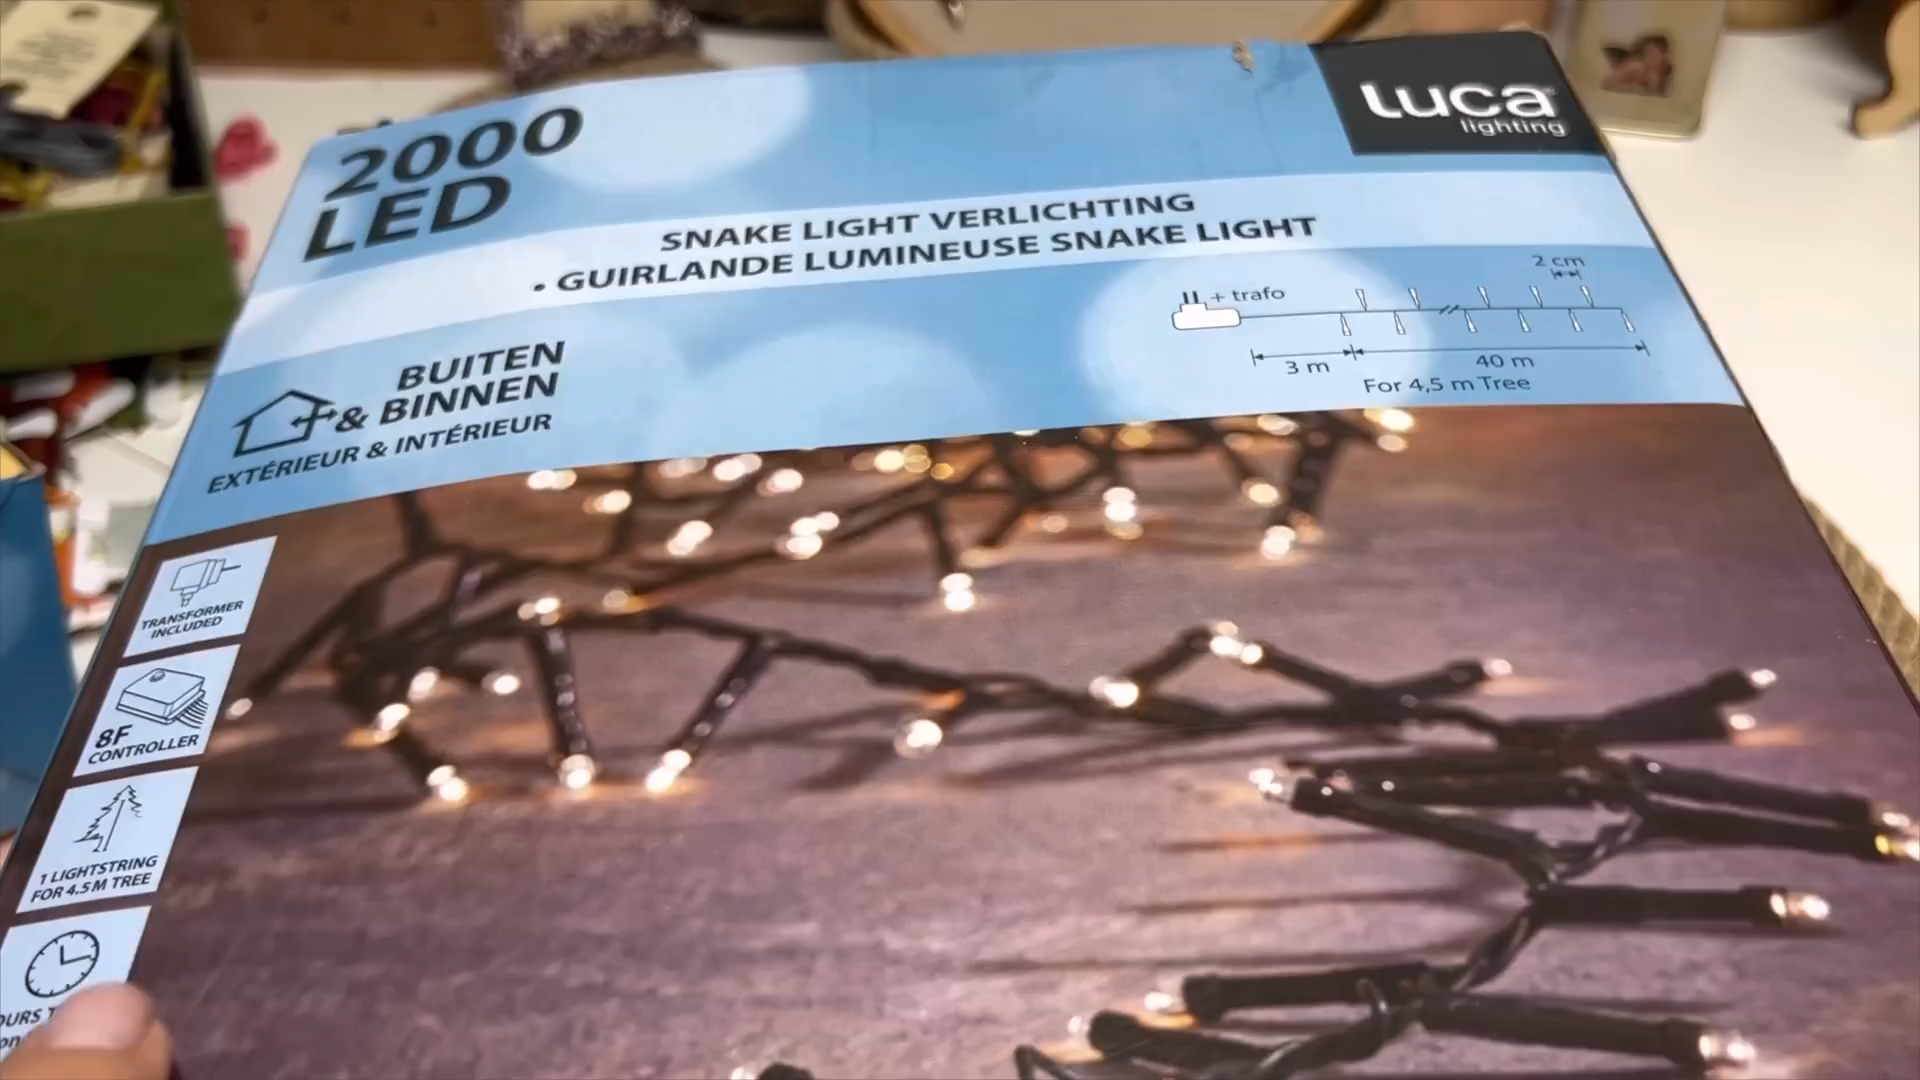 2000
LED
luca
lighting
SNAKE LIGHT VERLICHTING
• GUIRLANDE LUMINEUSE SNAKE LIGHT
2 cm
+ trafo
3 m
40 m
For 4,5 m Tree
BUITEN
& BINNEN
EXTÉRIEUR & INTÉRIEUR
TRANSFORMER
INCLUDED
8F
CONTROLLER
1 LIGHTSTRING
FOR 4.5 M TREE